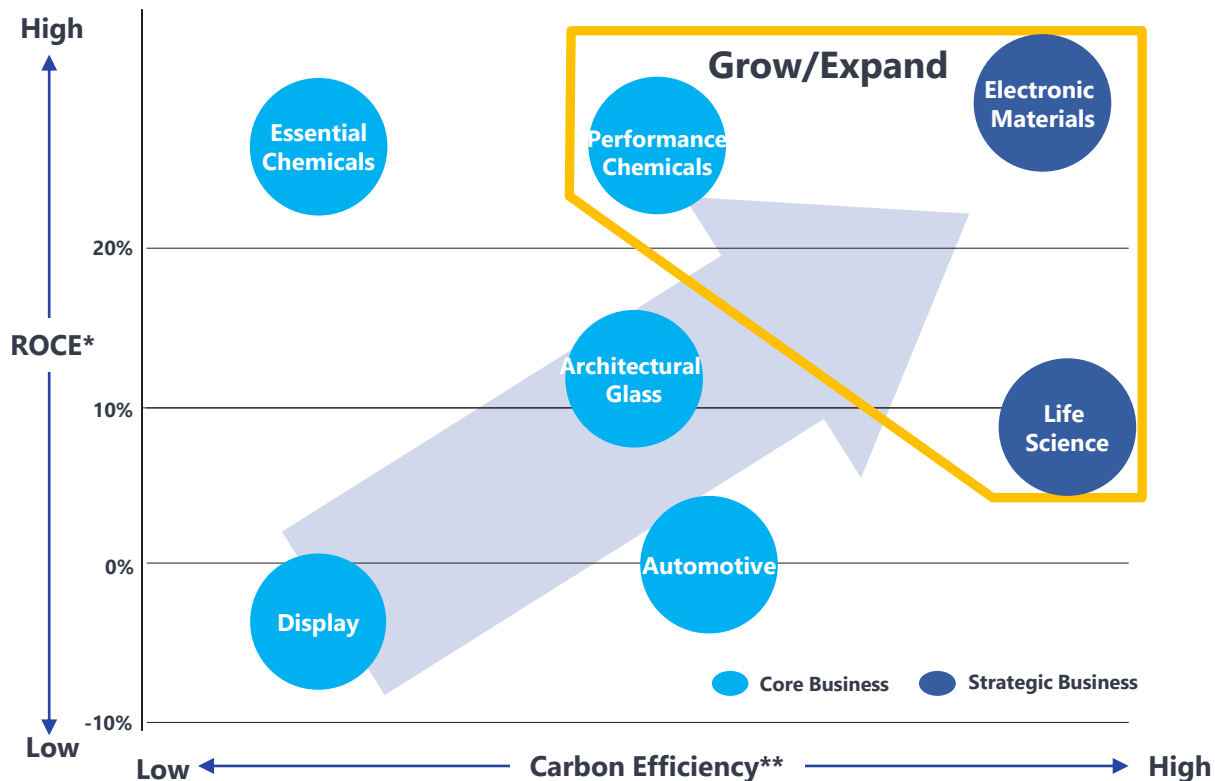 High
Grow/Expand
Electronic
Materials
Essential
Chemicals
Performance
Chemicals
20%
ROCE*
Architectural
Glass
10%
Life
Science
0%
Automotive
Display
Core Business
Strategic Business
-10%
Low
Low
Carbon Efficiency**
High